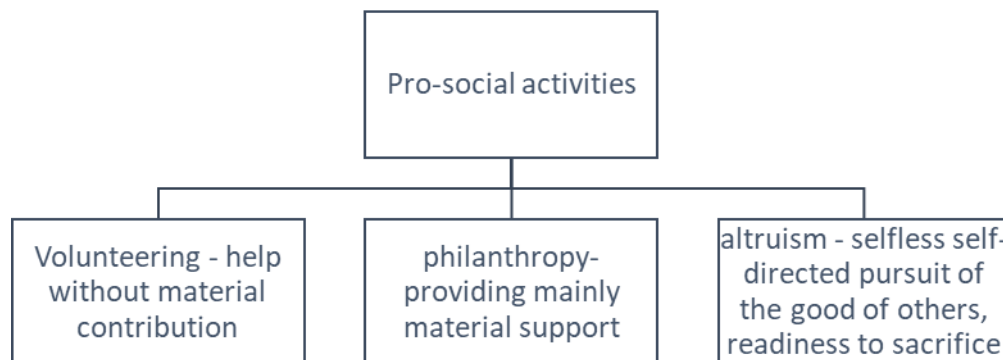 Pro-social activities
Volunteering - help
without material
contribution
philanthropy-
providing mainly
material support
altruism - selfless self-
directed pursuit of
the good of others,
readiness to sacrifice